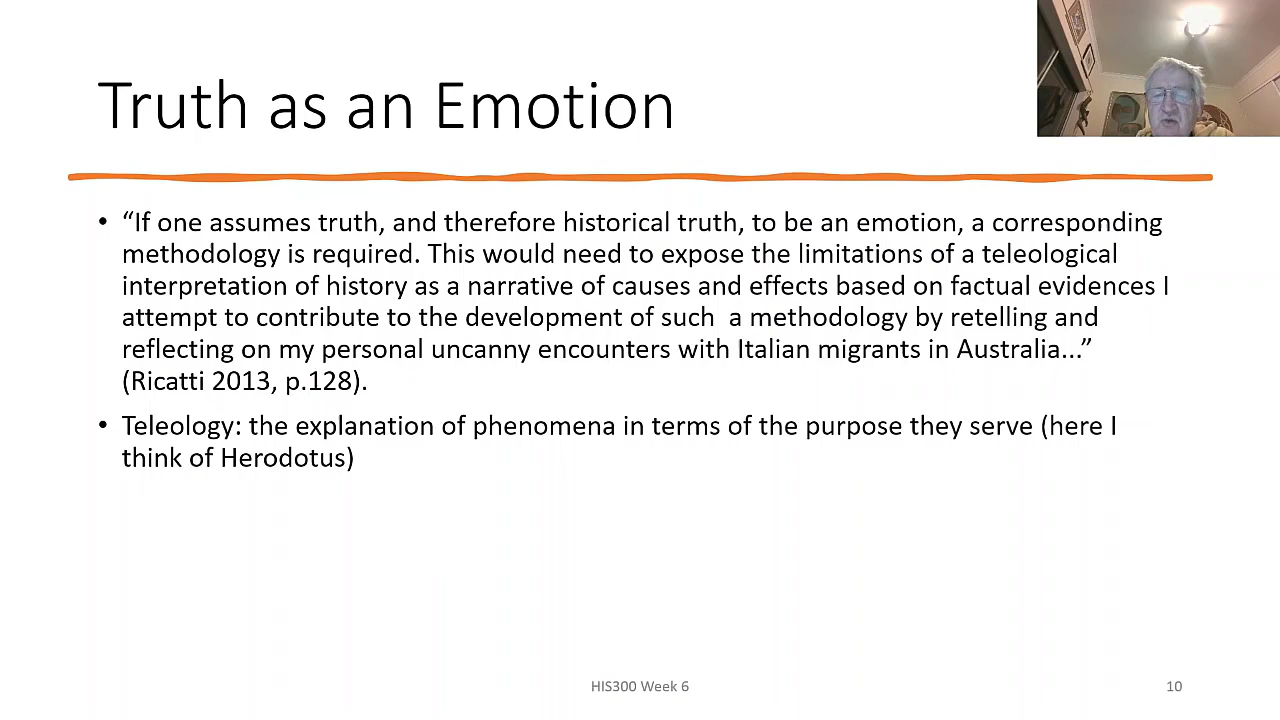 Truth as an Emotion
• “If one assumes truth, and therefore historical truth, to be an emotion, a corresponding
methodology is required. This would need to expose the limitations of a teleological
interpretation of history as a narrative of causes and effects based on factual evidences I
attempt to contribute to the development of such  a methodology by retelling and
reflecting on my personal uncanny encounters with Italian migrants in Australia...”
(Ricatti 2013, p.128).
• Teleology: the explanation of phenomena in terms of the purpose they serve (here I
think of Herodotus)
HIS300 Week 6
10